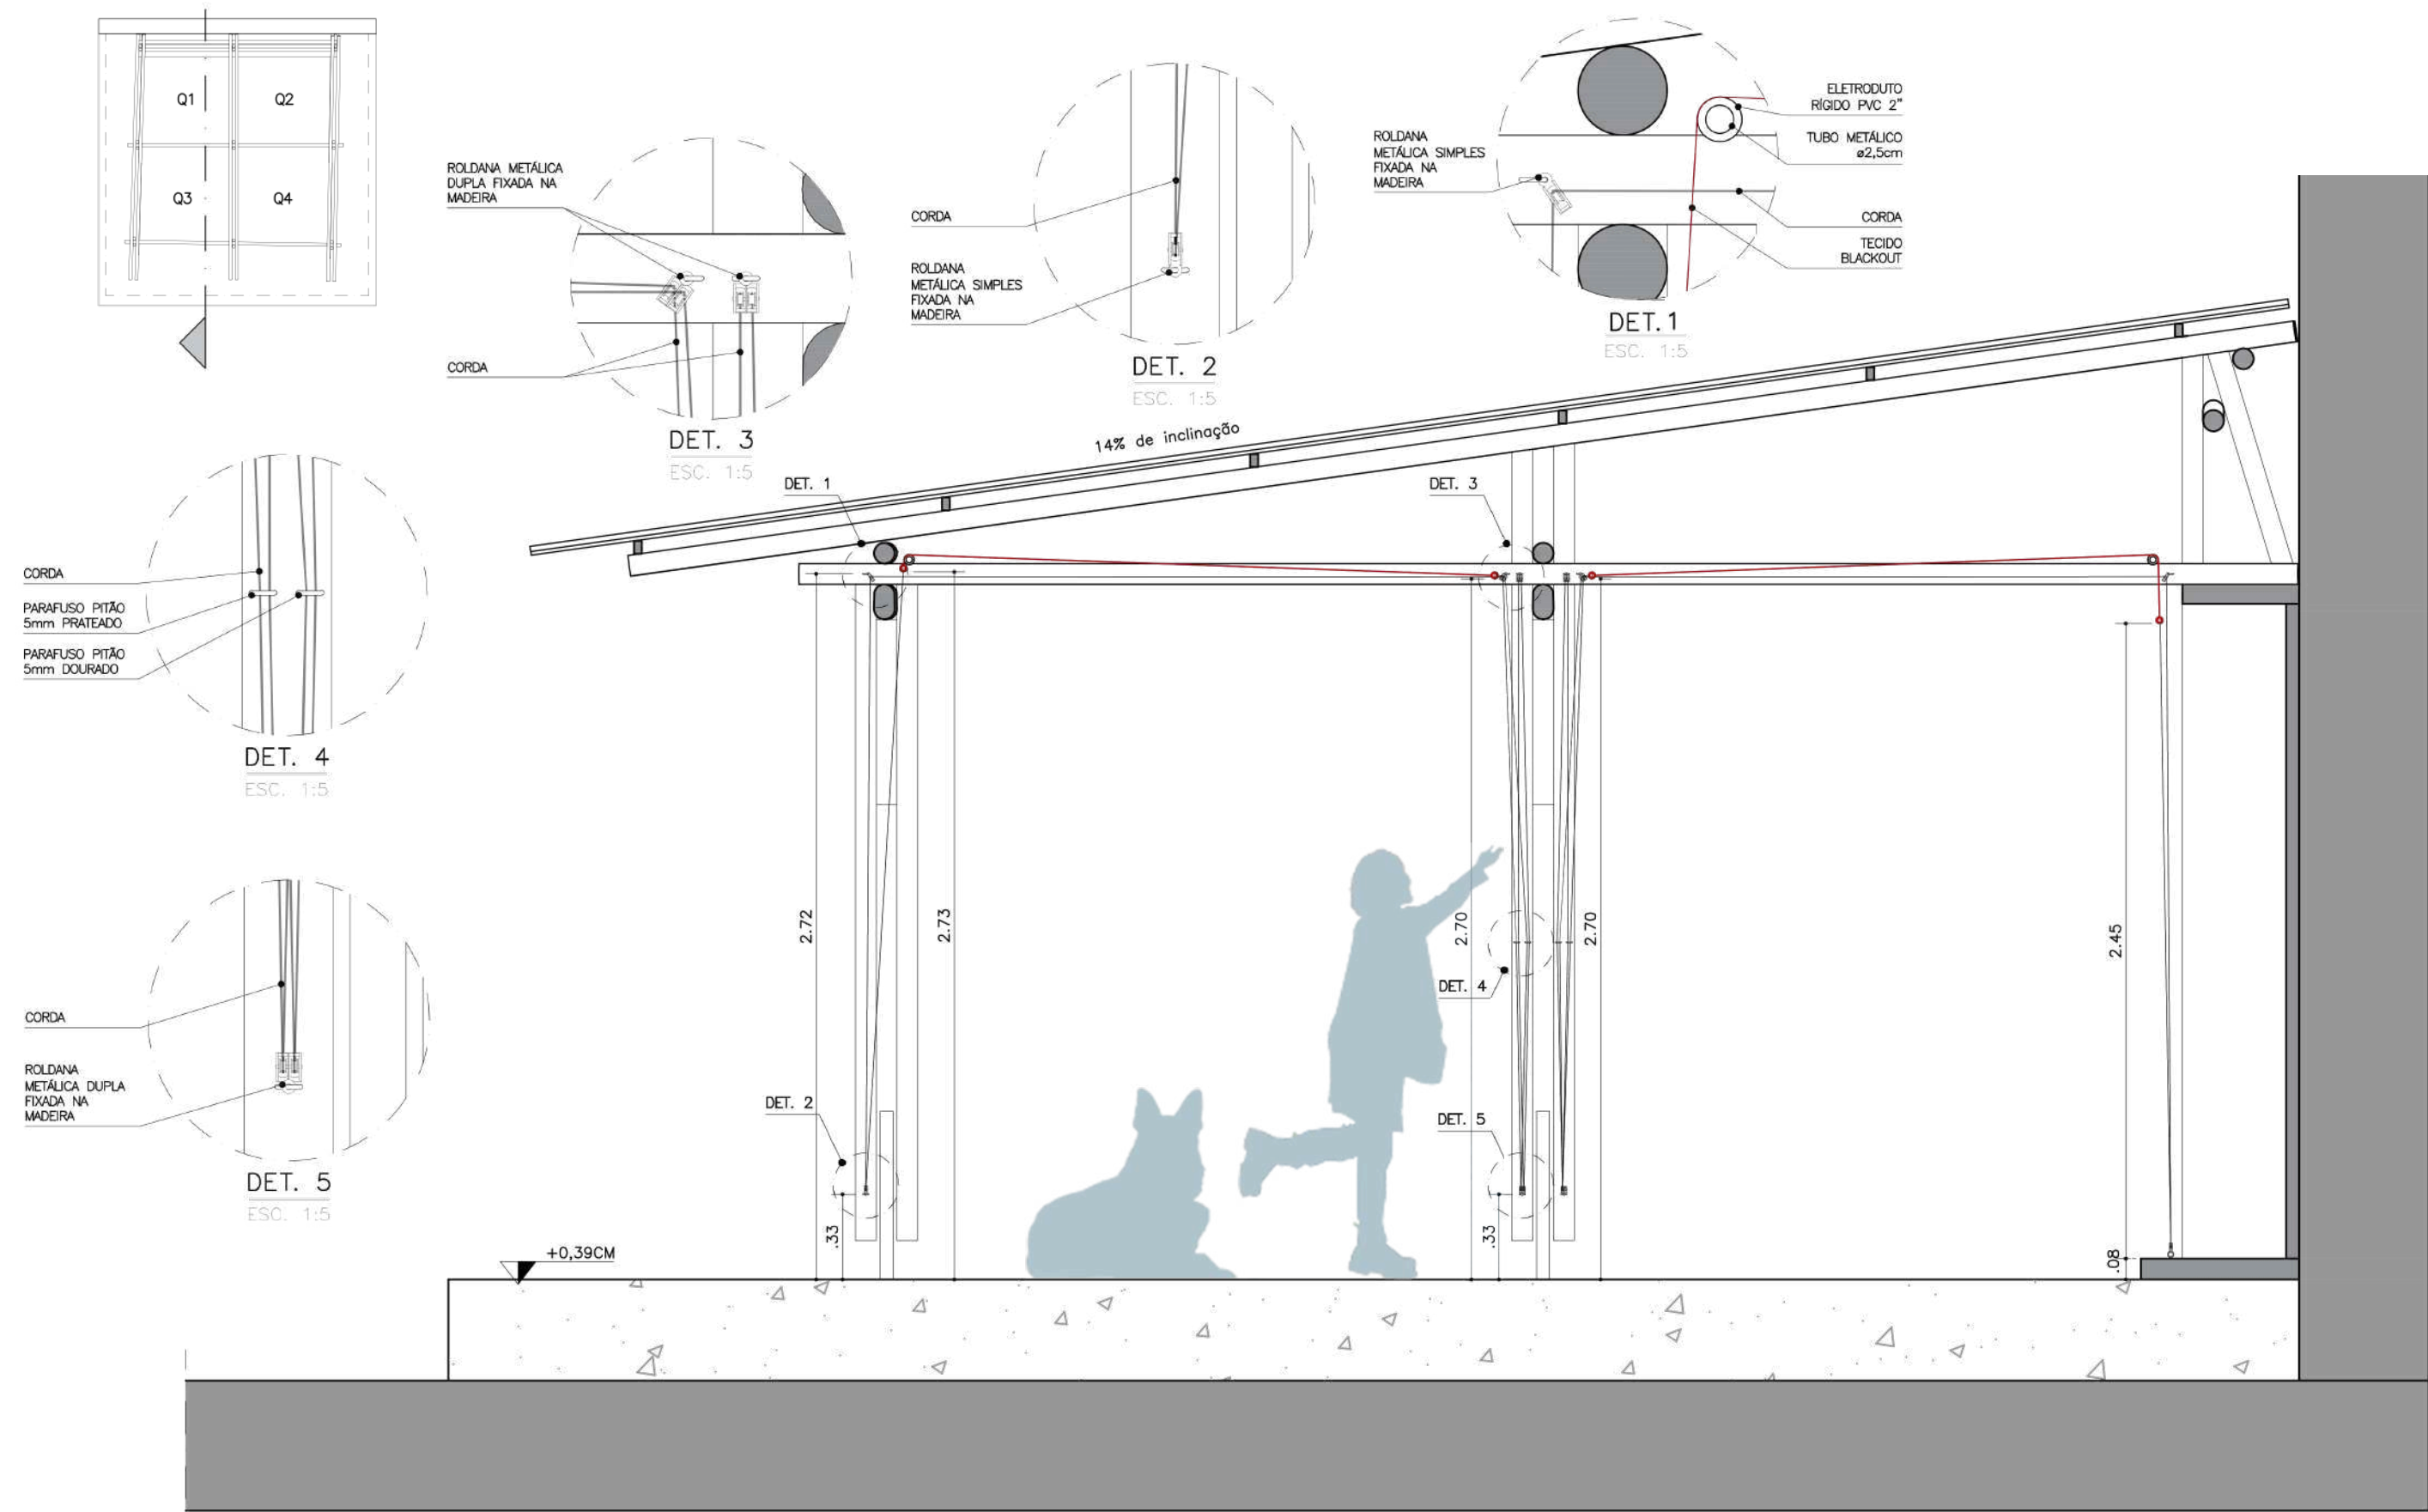 Q1
Q2
Q3
Q4
ROLDANA METÁLICA
DUPLA FIXADA NA
MADEIRA
CORDA
DET. 3
ESC. 1:5
CORDA
ROLDANA
METÁLICA SIMPLES
FIXADA NA
MADEIRA
DET. 2
ESC. 1:5
ROLDANA
METÁLICA SIMPLES
FIXADA NA
MADEIRA
ELETRODUTO
RÍGIDO PVC 2"
TUBO METÁLICO
ø2,5cm
CORDA
TECIDO
BLACKOUT
DET. 1
ESC. 1:5
CORDA
PARAFUSO PITÃO
5mm PRATEADO
PARAFUSO PITÃO
5mm DOURADO
DET. 4
ESC. 1:5
CORDA
ROLDANA
METÁLICA DUPLA
FIXADA NA
MADEIRA
DET. 5
ESC. 1:5
14% de inclinação
DET. 1
DET. 3
2.72
2.73
2.70
2.70
2.45
DET. 4
DET. 2
DET. 5
.33
.33
.08
+0,39CM